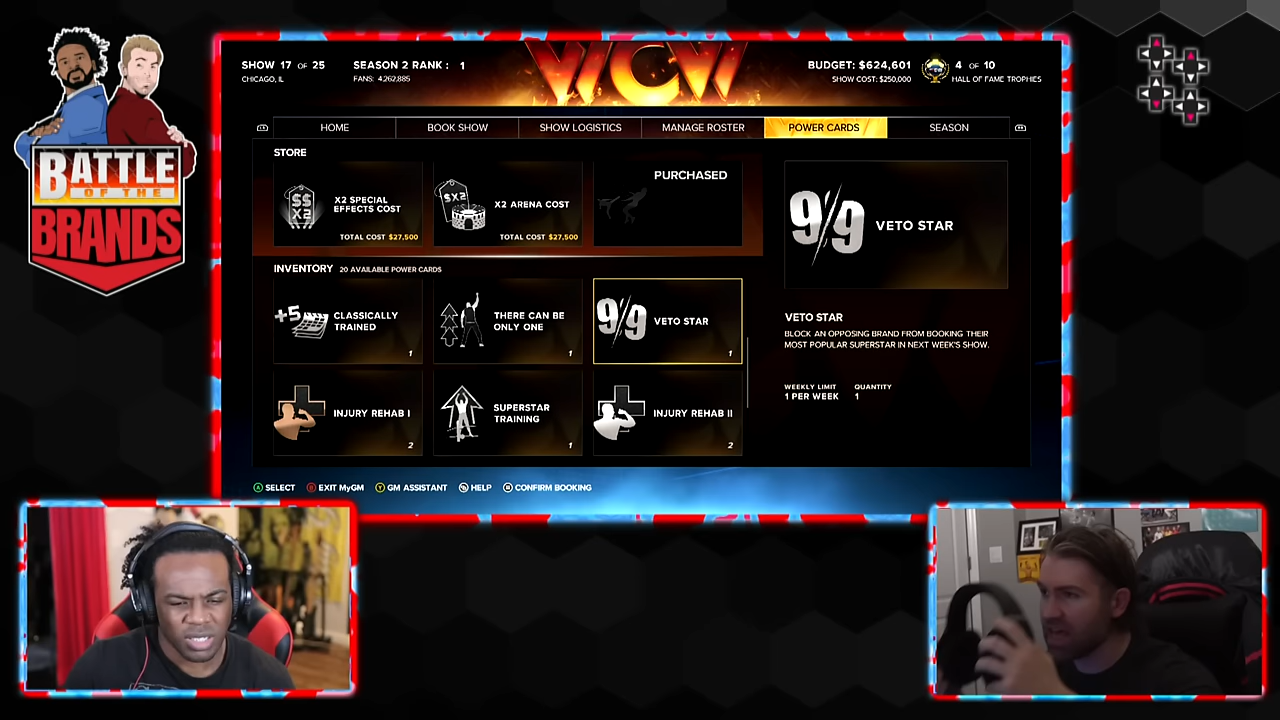 BATTLE
OF THE
BRANDS
SHOW 17 OF 25
CHICAGO, IL
SEASON 2 RANK : 1
FANS: 4,262,885
WCW
BUDGET: $624,601
SHOW COST: $250,000
4 OF 10
HALL OF FAME TROPHIES
HOME
BOOK SHOW
SHOW LOGISTICS
MANAGE ROSTER
POWER CARDS
SEASON
STORE
$$
X2
X2 SPECIAL
EFFECTS COST
TOTAL COST $27,500
$X2
X2 ARENA COST
TOTAL COST $27,500
PURCHASED
INVENTORY 20 AVAILABLE POWER CARDS
+5
CLASSICALLY
TRAINED
1
THERE CAN BE
ONLY ONE
1
9/9
VETO STAR
1
INJURY REHAB I
2
SUPERSTAR
TRAINING
1
INJURY REHAB II
2
9/9
VETO STAR
VETO STAR
BLOCK AN OPPOSING BRAND FROM BOOKING THEIR
MOST POPULAR SUPERSTAR IN NEXT WEEK'S SHOW.
WEEKLY LIMIT
1 PER WEEK
QUANTITY
1
A SELECT
B EXIT MyGM
Y GM ASSISTANT
HELP
CONFIRM BOOKING